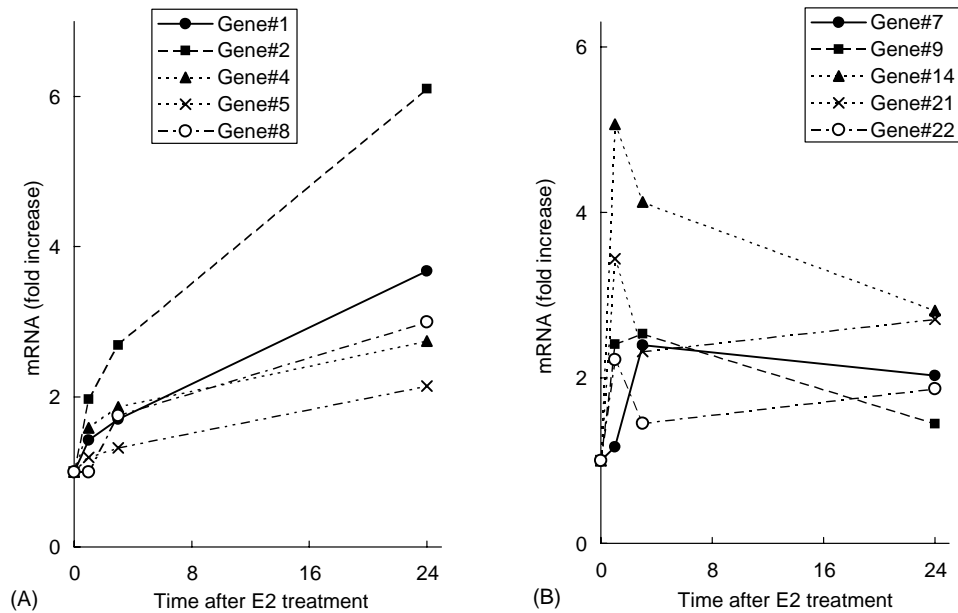 Gene#1
Gene#2
Gene#4
Gene#5
Gene#8
mRNA (fold increase)
6
4
2
0
0 8 16 24
Time after E2 treatment
(A)
Gene#7
Gene#9
Gene#14
Gene#21
Gene#22
mRNA (fold increase)
6
4
2
0
0 8 16 24
Time after E2 treatment
(B)